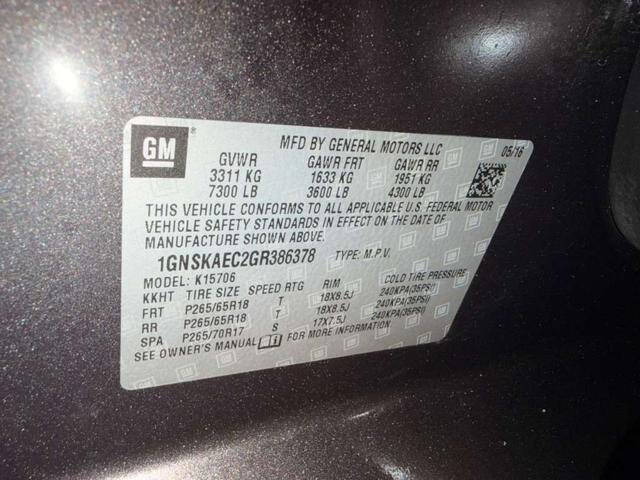 GM ®
MFD BY GENERAL MOTORS LLC 05/16
GVWR GAWR FRT GAWR RR
3311 KG 1633 KG 1951 KG
7300 LB 3600 LB 4300 LB
THIS VEHICLE CONFORMS TO ALL APPLICABLE U.S. FEDERAL MOTOR
VEHICLE SAFETY STANDARDS IN EFFECT ON THE DATE OF
MANUFACTURE SHOWN ABOVE.
1GNSKAEC2GR386378 TYPE: M.P.V.
MODEL: K15706
KKHT TIRE SIZE SPEED RTG RIM COLD TIRE PRESSURE
FRT P265/65R18 T 18X8.5J 240KPA(35PSI)
RR P265/65R18 T 18X8.5J 240KPA(35PSI)
SPA P265/70R17 S 17X7.5J 240KPA(35PSI)
SEE OWNER'S MANUAL